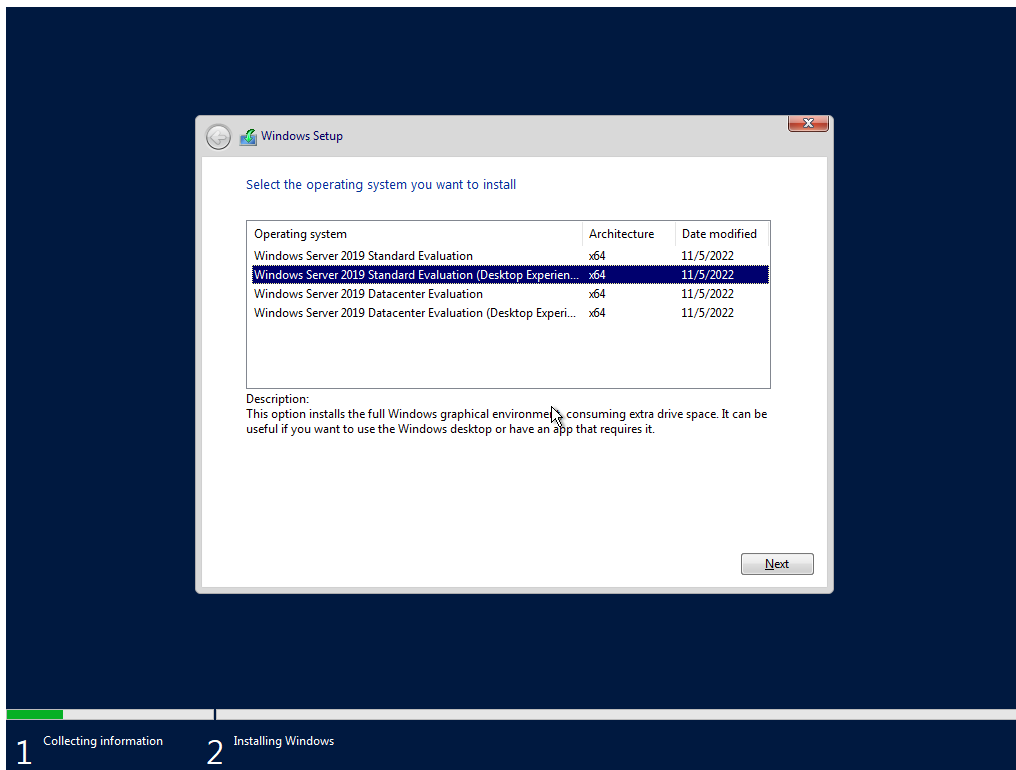 Windows Setup
Select the operating system you want to install
Operating system Architecture Date modified
Windows Server 2019 Standard Evaluation x64 11/5/2022
Windows Server 2019 Standard Evaluation (Desktop Experien... x64 11/5/2022
Windows Server 2019 Datacenter Evaluation x64 11/5/2022
Windows Server 2019 Datacenter Evaluation (Desktop Experi... x64 11/5/2022
Description:
This option installs the full Windows graphical environment, consuming extra drive space. It can be
useful if you want to use the Windows desktop or have an app that requires it.
Next
1 Collecting information 2 Installing Windows